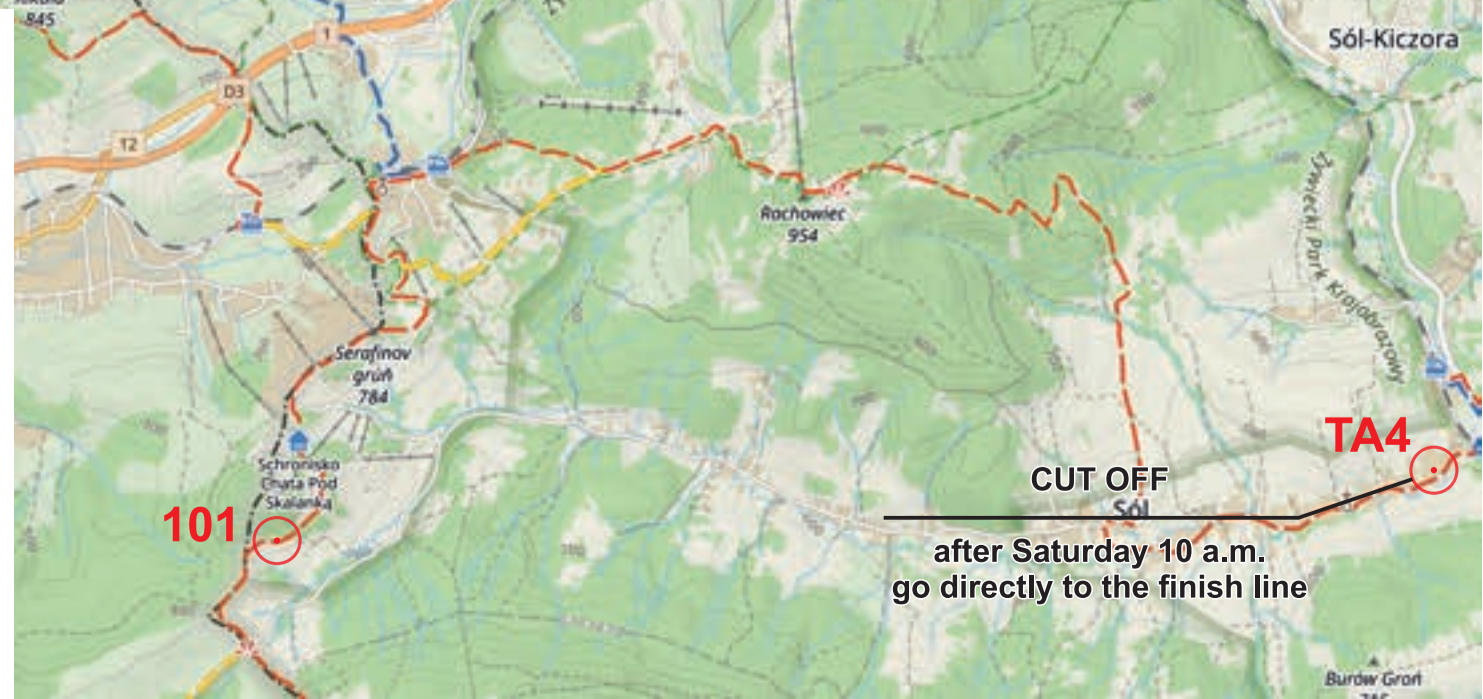 845
Sól-Kiczora
1
D3
12
Rachowiec
954
Żywiecki Park Krajobrazowy
Serafinov
grúň
784
TA4
Schronisko
Chata Pod
Skalanką
CUT OFF
Sól
101
after Saturday 10 a.m.
go directly to the finish line
Burów Groń